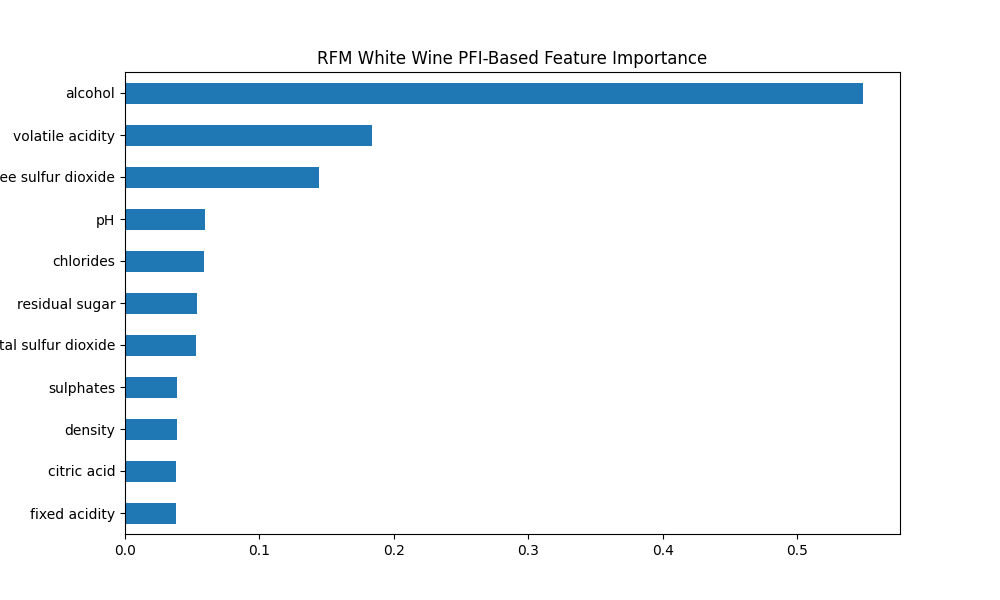 RFM White Wine PFI-Based Feature Importance
alcohol
volatile acidity
ee sulfur dioxide
pH
chlorides
residual sugar
tal sulfur dioxide
sulphates
density
citric acid
fixed acidity
0.0 0.1 0.2 0.3 0.4 0.5